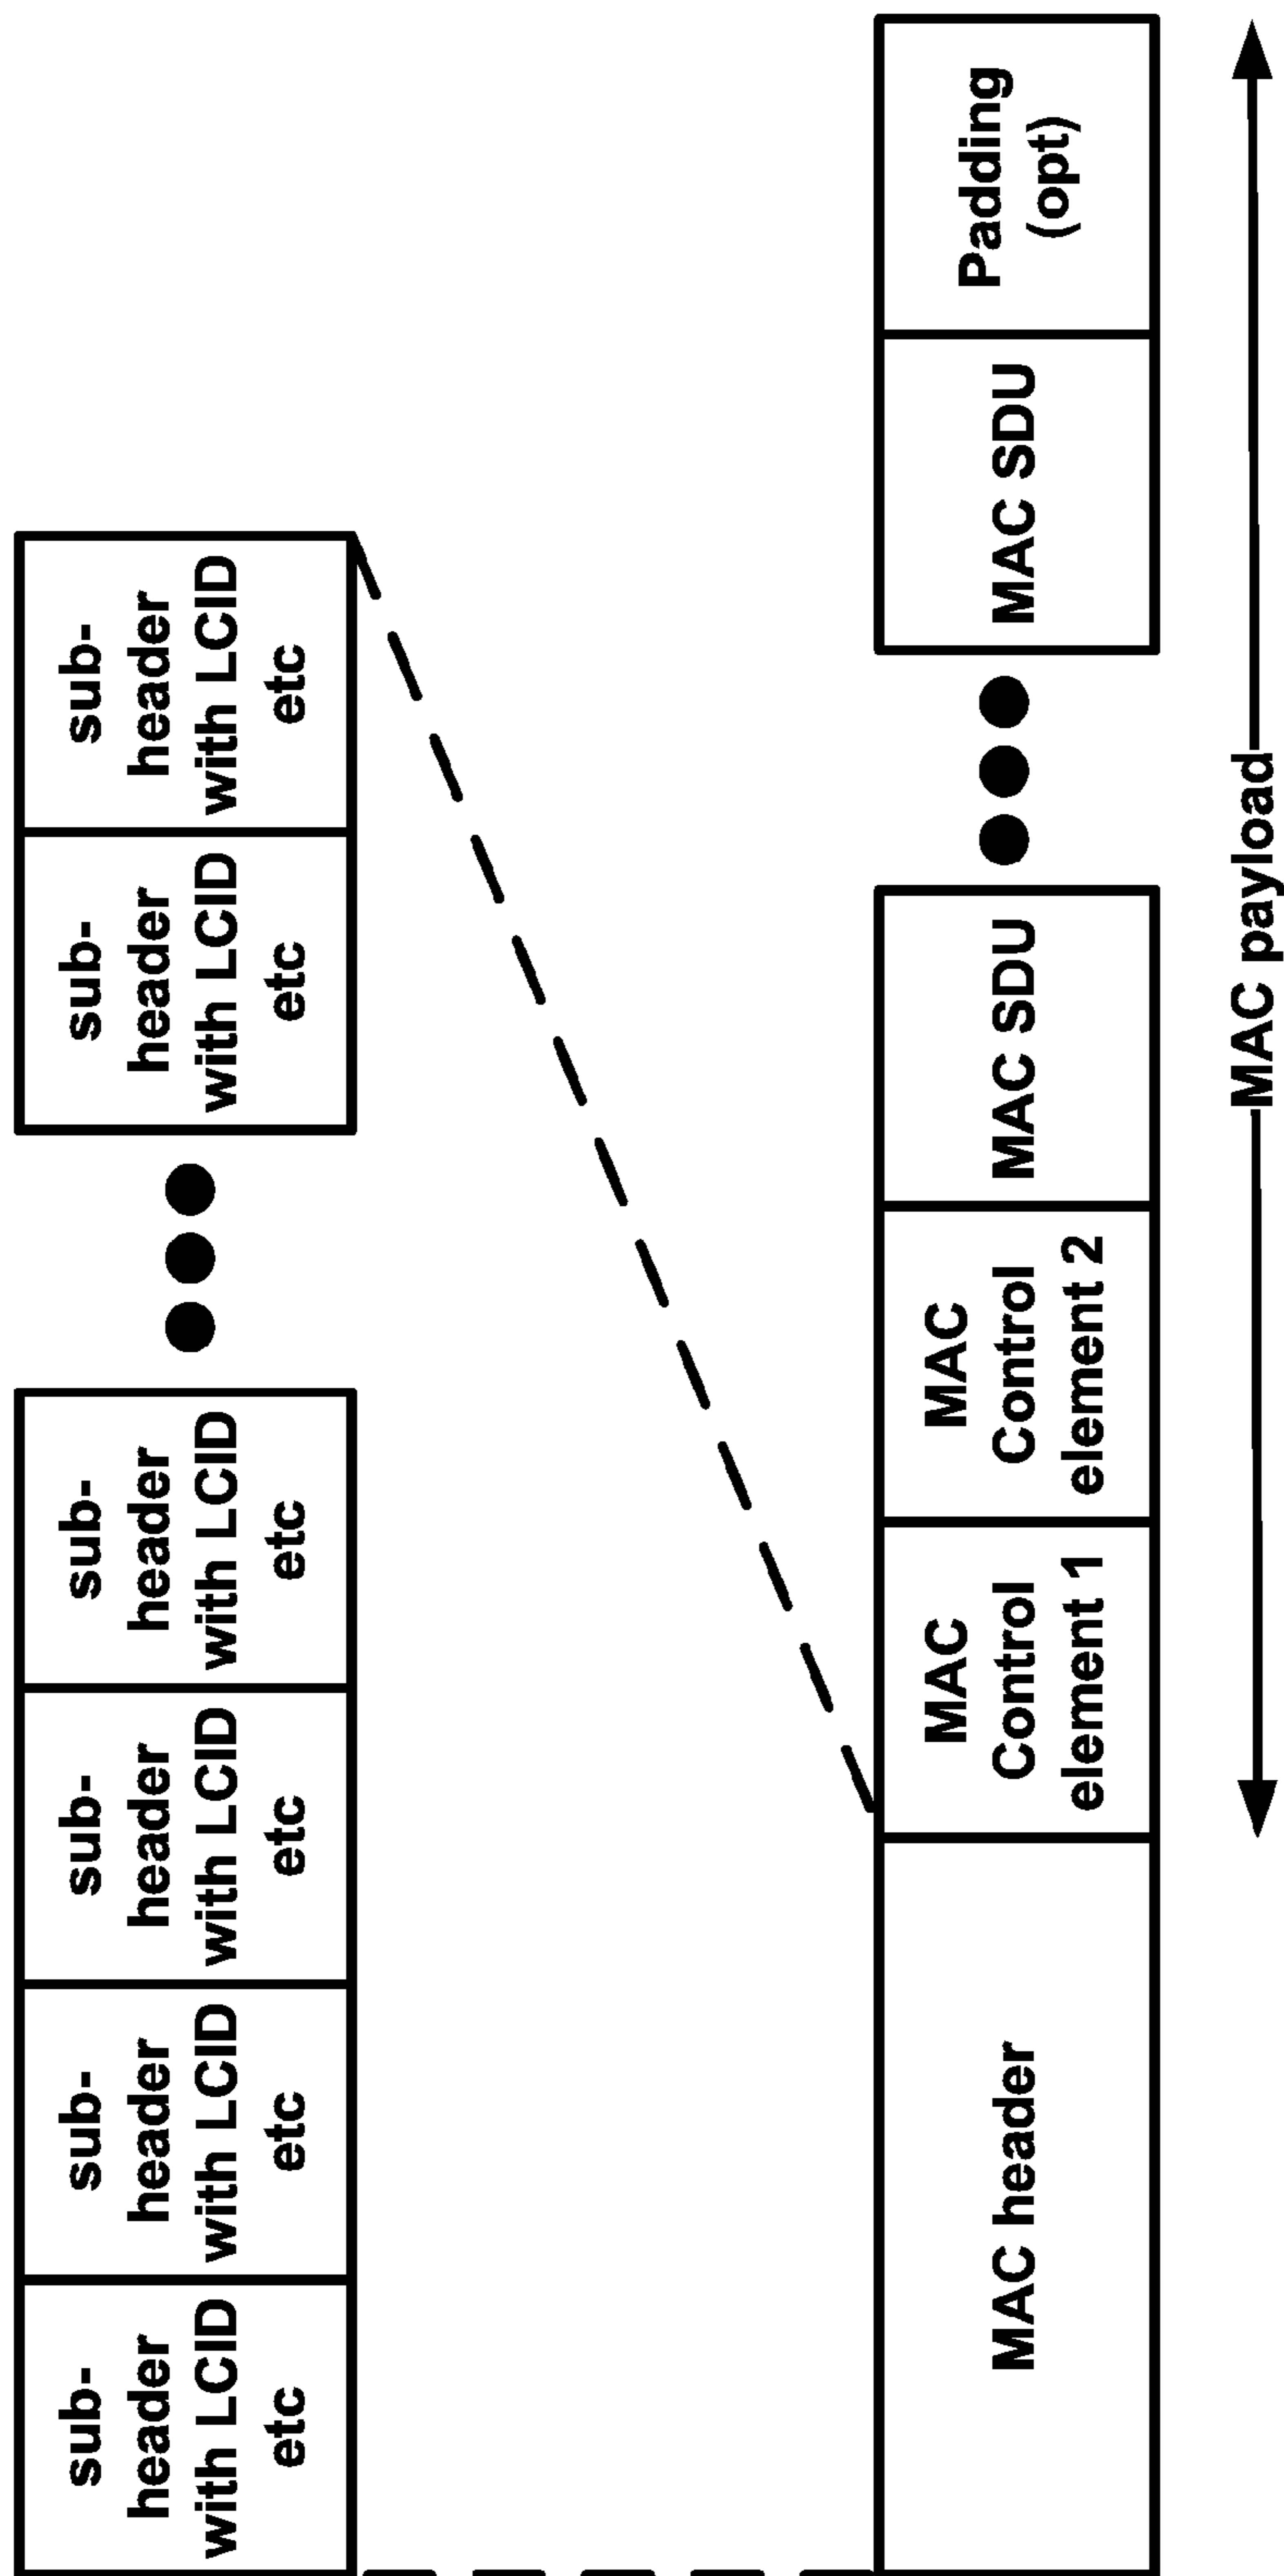 sub-
header
with LCID
etc
sub-
header
with LCID
etc
sub-
header
with LCID
etc
sub-
header
with LCID
etc
sub-
header
with LCID
etc
sub-
header
with LCID
etc
MAC header
MAC
Control
element 1
MAC
Control
element 2
MAC SDU
MAC SDU
Padding
(opt)
MAC payload